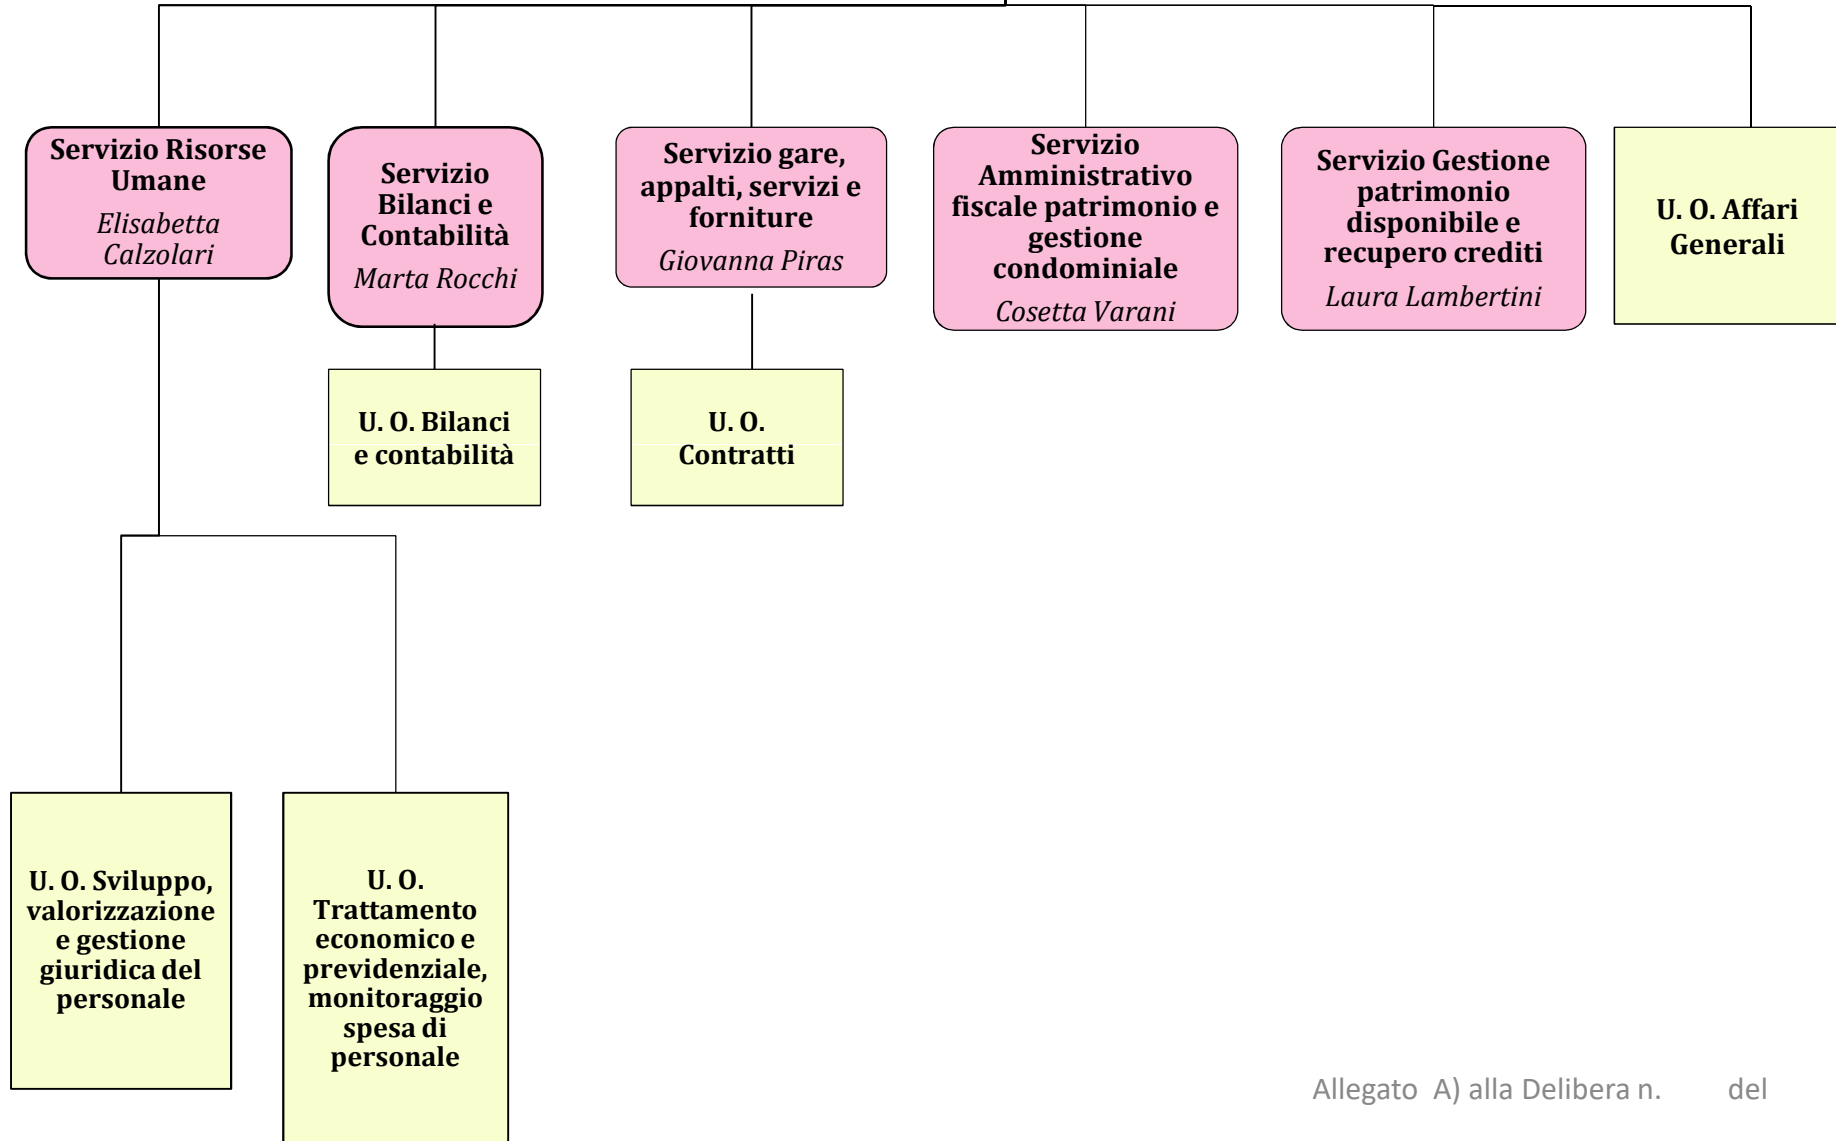 Servizio Risorse
Umane
Elisabetta
Calzolari
Servizio
Bilanci e
Contabilità
Marta Rocchi
Servizio gare,
appalti, servizi e
forniture
Giovanna Piras
Servizio
Amministrativo
fiscale patrimonio e
gestione
condominiale
Cosetta Varani
Servizio Gestione
patrimonio
disponibile e
recupero crediti
Laura Lambertini
U. O. Affari
Generali
U. O. Bilanci
e contabilità
U. O.
Contratti
U. O. Sviluppo,
valorizzazione
e gestione
giuridica del
personale
U. O.
Trattamento
economico e
previdenziale,
monitoraggio
spesa di
personale
Allegato A) alla Delibera n. del